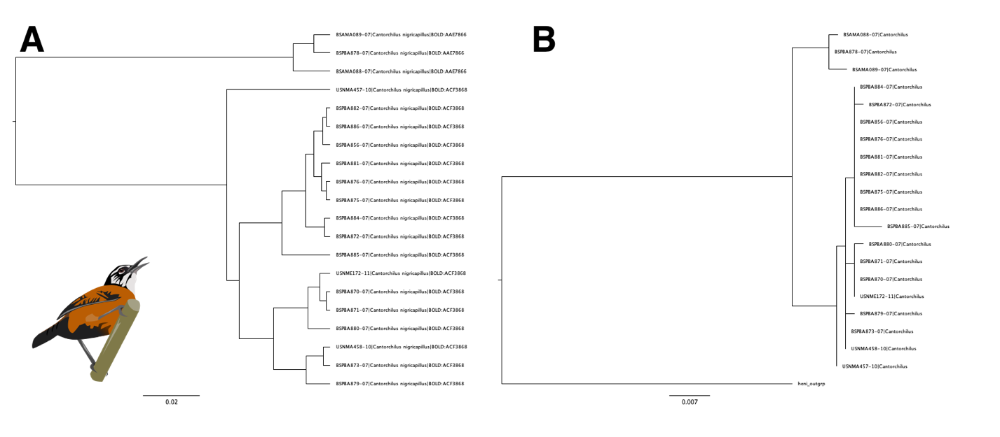 A
BSAMA089-07|Cantorchilus nigricapillus|BOLD:AAE7866
BSPBA878-07|Cantorchilus nigricapillus|BOLD:AAE7866
BSAMA088-07|Cantorchilus nigricapillus|BOLD:AAE7866
USNMA457-10|Cantorchilus nigricapillus|BOLD:ACF3868
BSPBA882-07|Cantorchilus nigricapillus|BOLD:ACF3868
BSPBA886-07|Cantorchilus nigricapillus|BOLD:ACF3868
BSPBA856-07|Cantorchilus nigricapillus|BOLD:ACF3868
BSPBA881-07|Cantorchilus nigricapillus|BOLD:ACF3868
BSPBA876-07|Cantorchilus nigricapillus|BOLD:ACF3868
BSPBA875-07|Cantorchilus nigricapillus|BOLD:ACF3868
BSPBA884-07|Cantorchilus nigricapillus|BOLD:ACF3868
BSPBA872-07|Cantorchilus nigricapillus|BOLD:ACF3868
BSPBA885-07|Cantorchilus nigricapillus|BOLD:ACF3868
USNME172-11|Cantorchilus nigricapillus|BOLD:ACF3868
BSPBA870-07|Cantorchilus nigricapillus|BOLD:ACF3868
BSPBA871-07|Cantorchilus nigricapillus|BOLD:ACF3868
BSPBA880-07|Cantorchilus nigricapillus|BOLD:ACF3868
USNMA458-10|Cantorchilus nigricapillus|BOLD:ACF3868
BSPBA873-07|Cantorchilus nigricapillus|BOLD:ACF3868
BSPBA879-07|Cantorchilus nigricapillus|BOLD:ACF3868
0.02
B
BSAMA088-07|Cantorchilus
BSPBA878-07|Cantorchilus
BSAMA089-07|Cantorchilus
BSPBA884-07|Cantorchilus
BSPBA872-07|Cantorchilus
BSPBA856-07|Cantorchilus
BSPBA876-07|Cantorchilus
BSPBA881-07|Cantorchilus
BSPBA882-07|Cantorchilus
BSPBA875-07|Cantorchilus
BSPBA886-07|Cantorchilus
BSPBA885-07|Cantorchilus
BSPBA880-07|Cantorchilus
BSPBA871-07|Cantorchilus
BSPBA870-07|Cantorchilus
USNME172-11|Cantorchilus
BSPBA879-07|Cantorchilus
BSPBA873-07|Cantorchilus
USNMA458-10|Cantorchilus
USNMA457-10|Cantorchilus
heni_outgrp
0.007